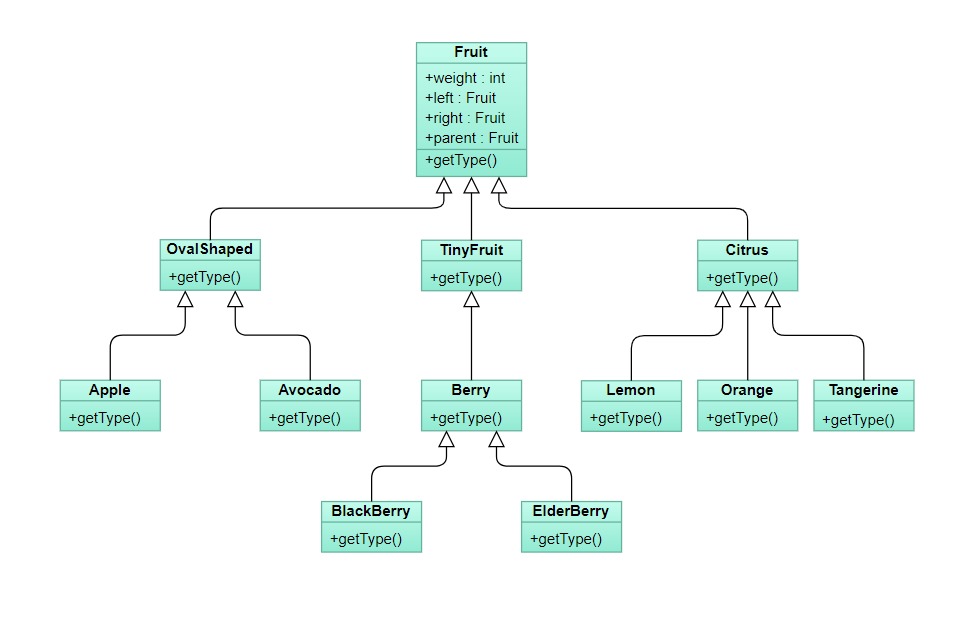 Fruit
+weight : int
+left : Fruit
+right : Fruit
+parent : Fruit
+getType()
OvalShaped
+getType()
TinyFruit
+getType()
Citrus
+getType()
Apple
+getType()
Avocado
+getType()
Berry
+getType()
Lemon
+getType()
Orange
+getType()
Tangerine
+getType()
BlackBerry
+getType()
ElderBerry
+getType()